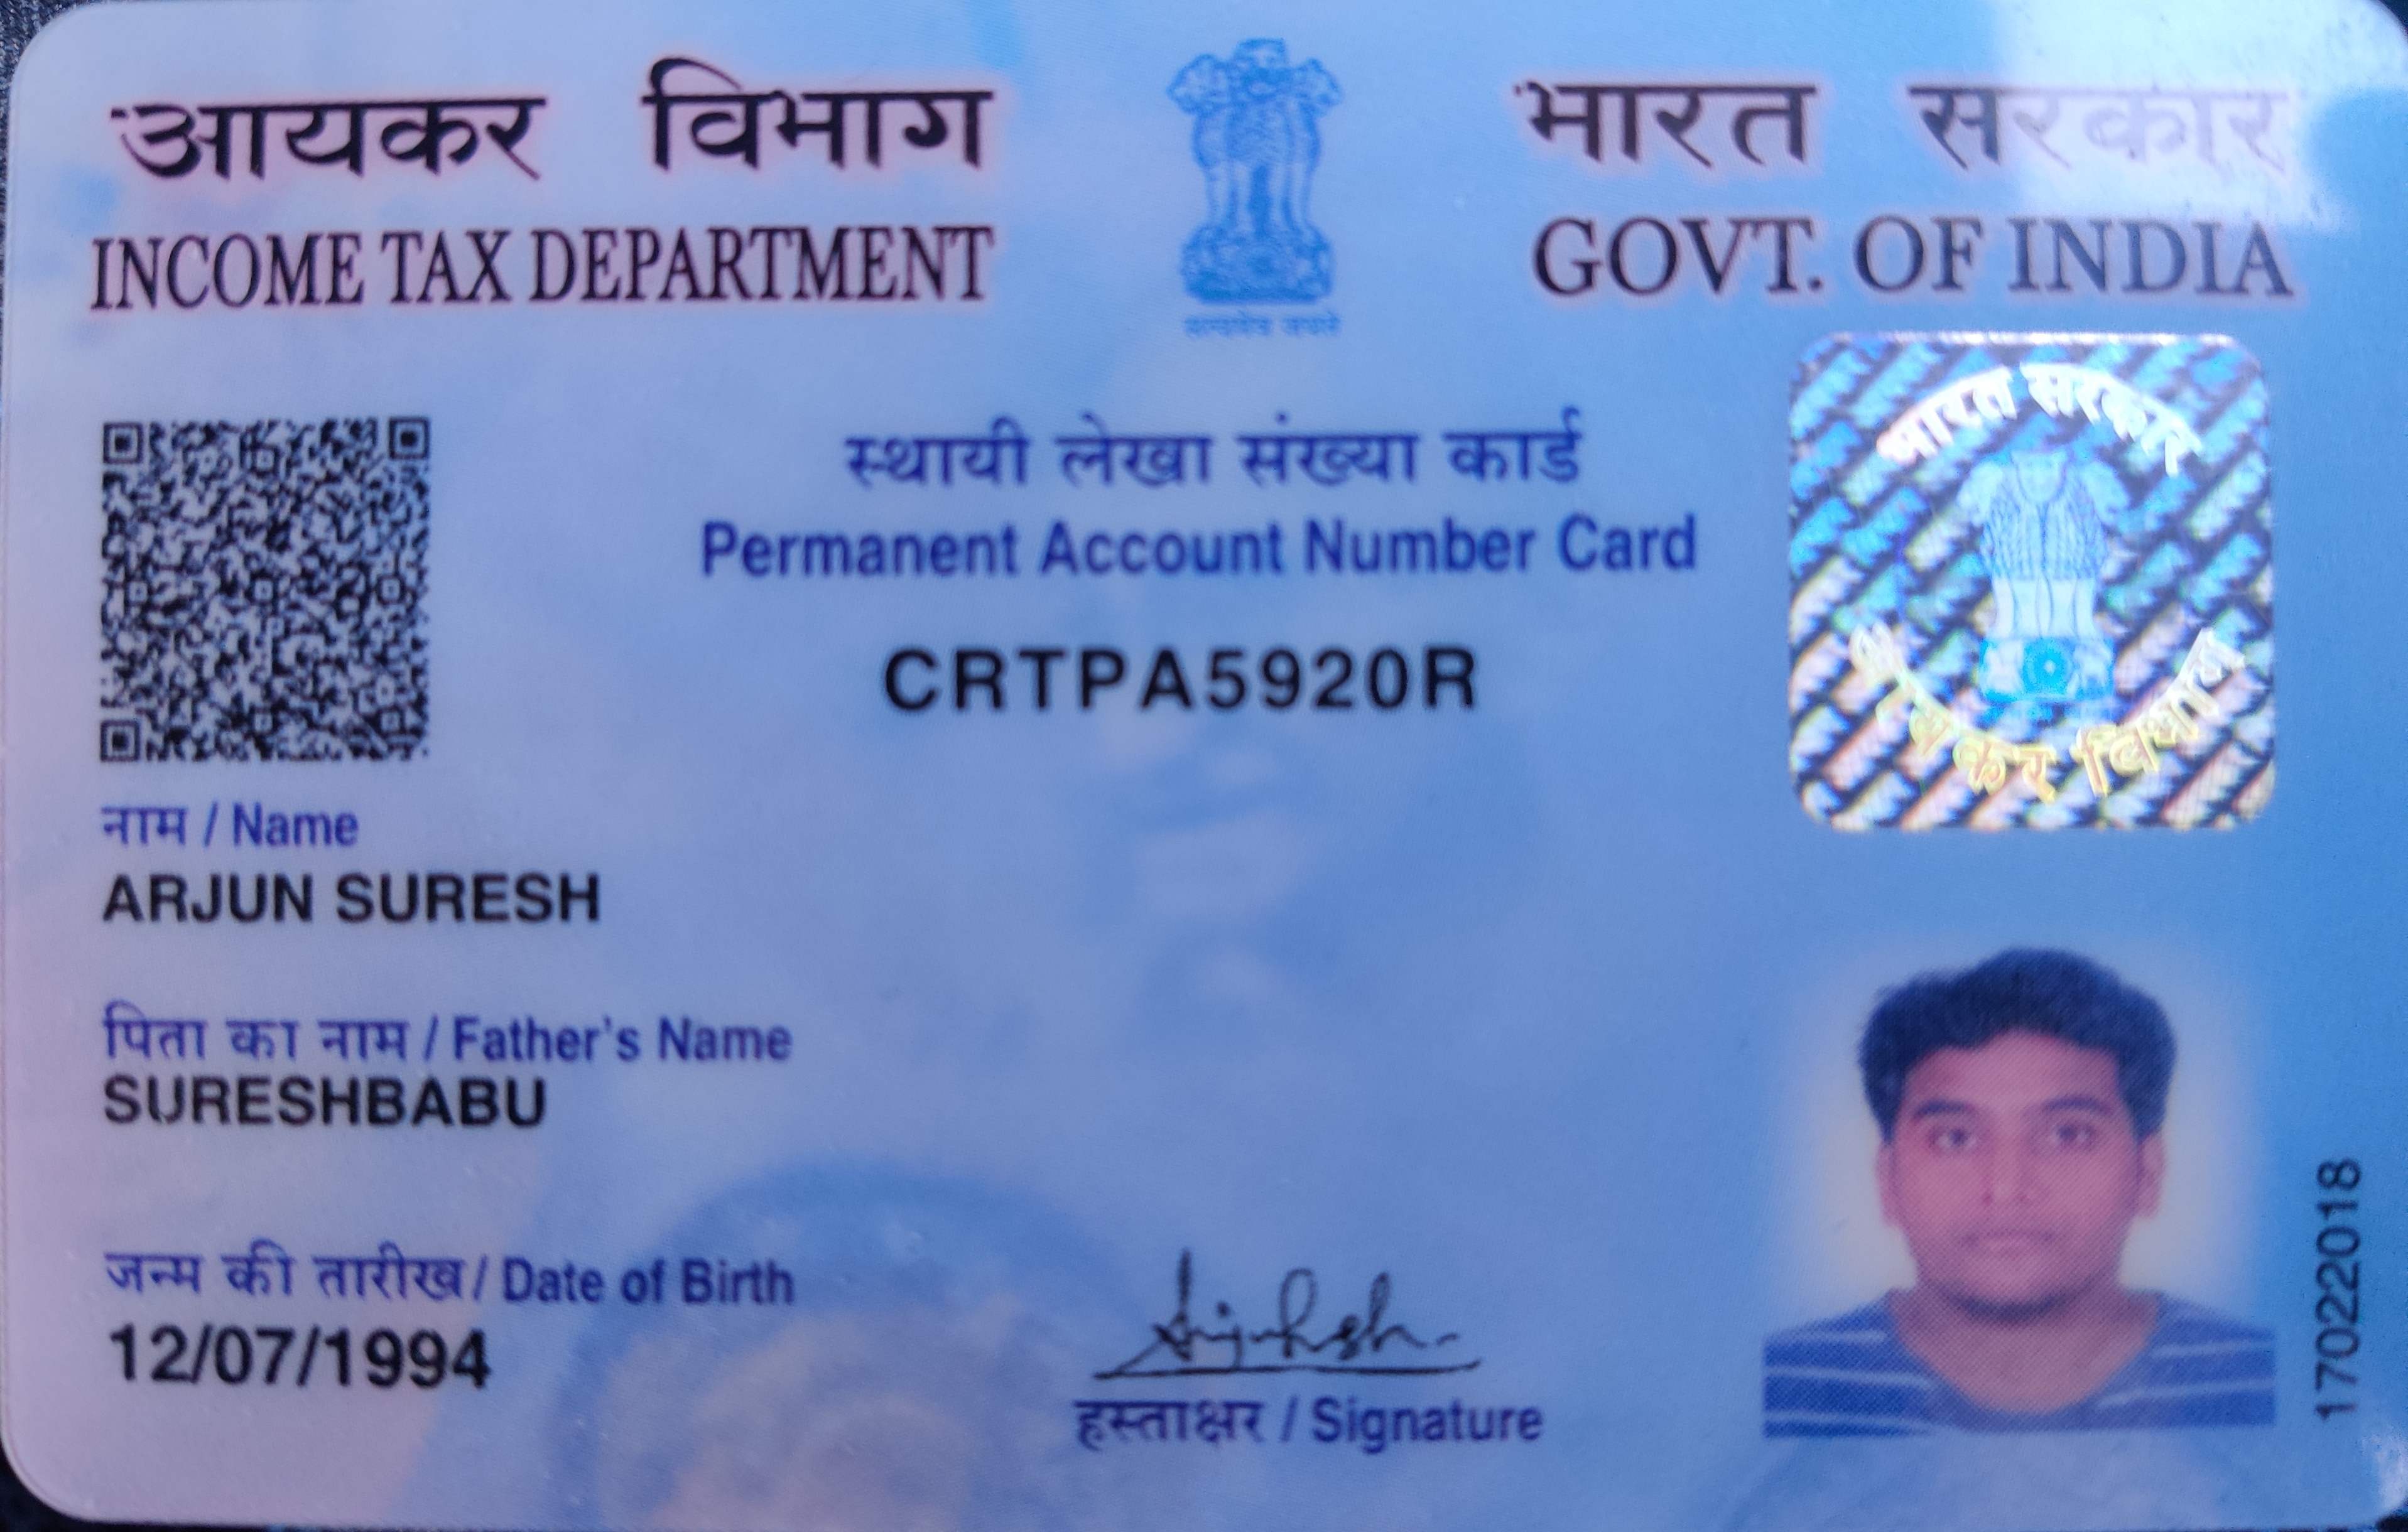 आयकर विभाग
INCOME TAX DEPARTMENT
सत्यमेव जयते
भारत सरकार
GOVT. OF INDIA
स्थायी लेखा संख्या कार्ड
Permanent Account Number Card
CRTPA5920R
भारत सरकार
आयकर विभाग
नाम / Name
ARJUN SURESH
पिता का नाम / Father's Name
SURESHBABU
जन्म की तारीख / Date of Birth
12/07/1994
हस्ताक्षर / Signature
17022018